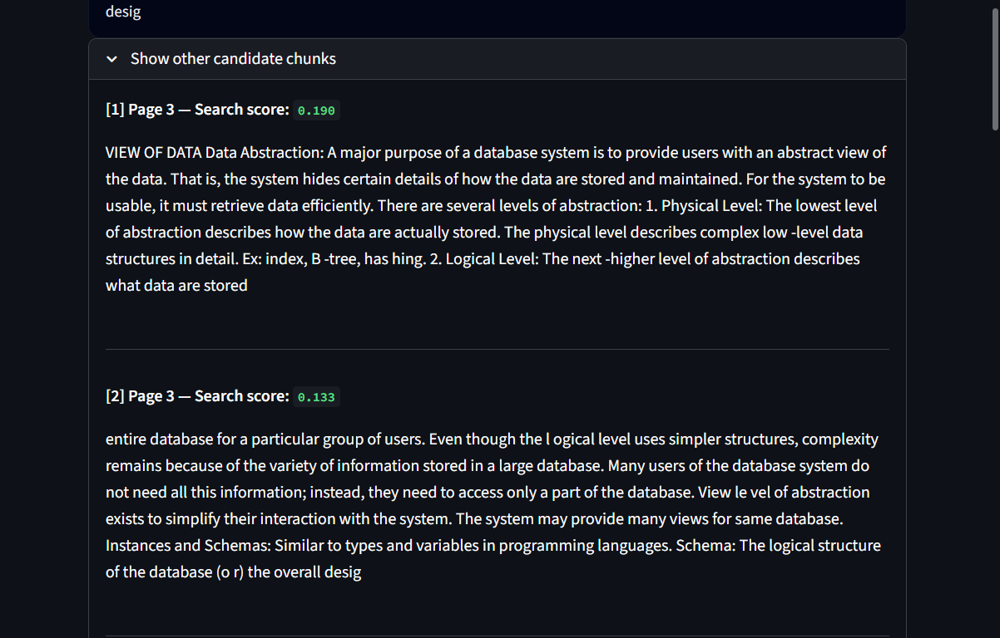 desig
Show other candidate chunks
[1] Page 3 — Search score: 0.190
VIEW OF DATA Data Abstraction: A major purpose of a database system is to provide users with an abstract view of
the data. That is, the system hides certain details of how the data are stored and maintained. For the system to be
usable, it must retrieve data efficiently. There are several levels of abstraction: 1. Physical Level: The lowest level
of abstraction describes how the data are actually stored. The physical level describes complex low -level data
structures in detail. Ex: index, B -tree, has hing. 2. Logical Level: The next -higher level of abstraction describes
what data are stored
[2] Page 3 — Search score: 0.133
entire database for a particular group of users. Even though the l ogical level uses simpler structures, complexity
remains because of the variety of information stored in a large database. Many users of the database system do
not need all this information; instead, they need to access only a part of the database. View le vel of abstraction
exists to simplify their interaction with the system. The system may provide many views for same database.
Instances and Schemas: Similar to types and variables in programming languages. Schema: The logical structure
of the database (o r) the overall desig